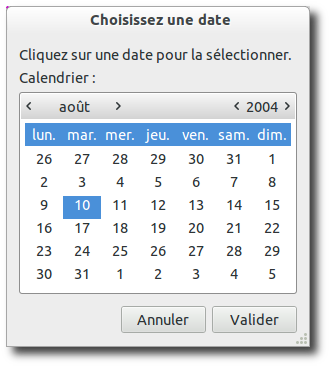 Choisissez une date
Cliquez sur une date pour la sélectionner.
Calendrier :
< août > < 2004 >
lun. mar. mer. jeu. ven. sam. dim.
26 27 28 29 30 31 1
2 3 4 5 6 7 8
9 10 11 12 13 14 15
16 17 18 19 20 21 22
23 24 25 26 27 28 29
30 31 1 2 3 4 5
Annuler Valider